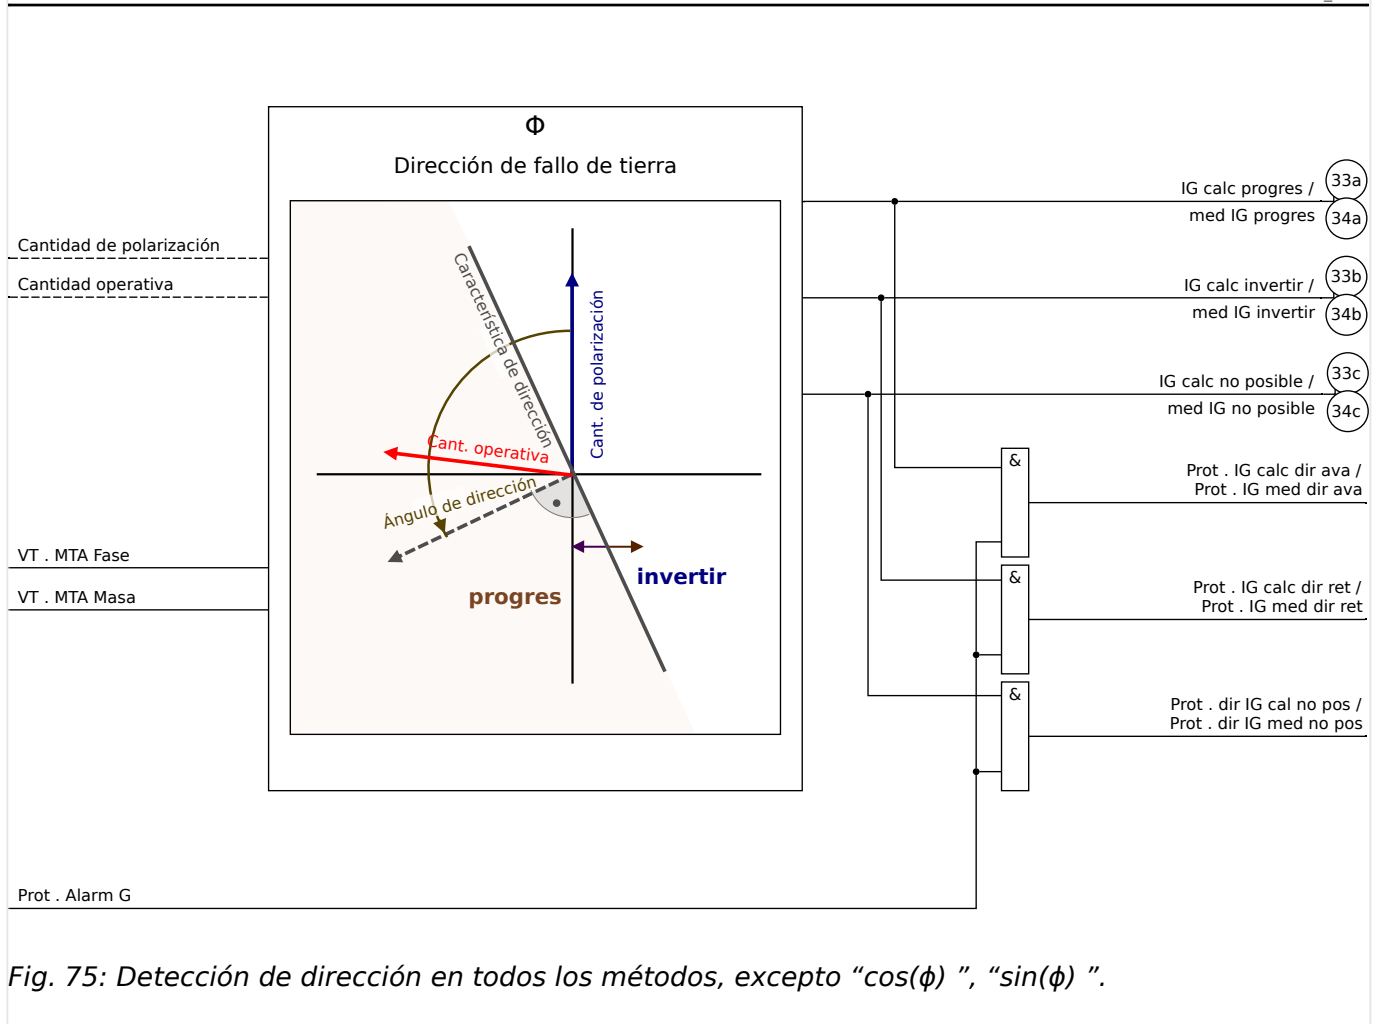 Φ
Dirección de fallo de tierra
Cantidad de polarización
Cantidad operativa
Característica de dirección
Cant. de polarización
Cant. operativa
Ángulo de dirección
progres
invertir
VT . MTA Fase
VT . MTA Masa
IG calc progres /
med IG progres
33a
34a
IG calc invertir /
med IG invertir
33b
34b
IG calc no posible /
med IG no posible
33c
34c
&
Prot . IG calc dir ava /
Prot . IG med dir ava
&
Prot . IG calc dir ret /
Prot . IG med dir ret
&
Prot . dir IG cal no pos /
Prot . dir IG med no pos
Prot . Alarm G
Fig. 75: Detección de dirección en todos los métodos, excepto “cos(ϕ) ”, “sin(ϕ) ”.